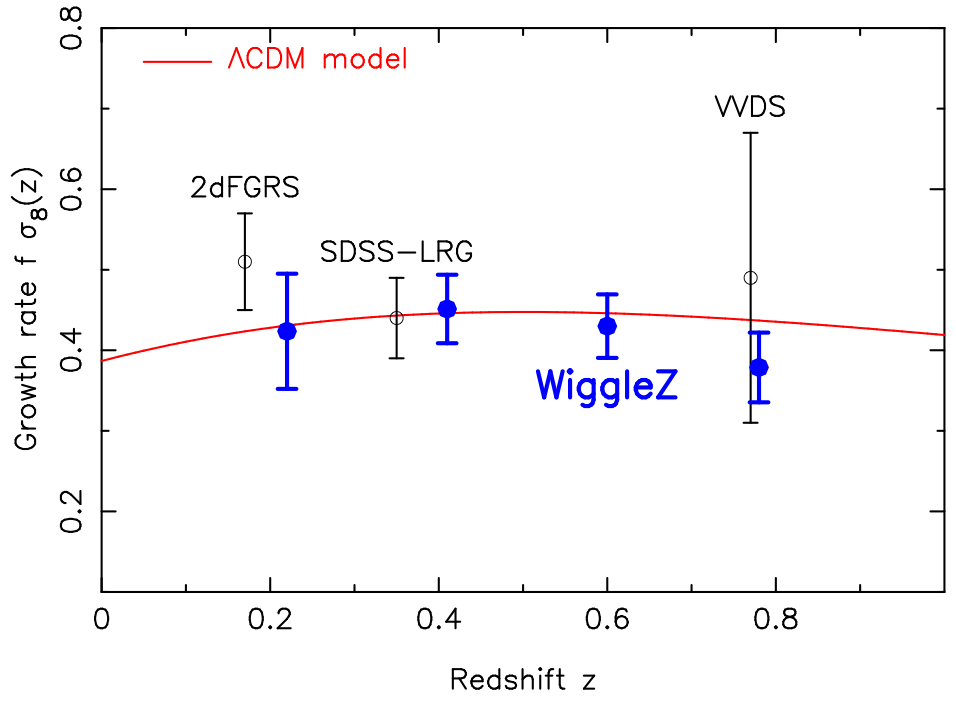 ΛCDM model
VVDS
2dFGRS
SDSS-LRG
WiggleZ
Growth rate f σ₈(z)
0.8
0.6
0.4
0.2
0 0.2 0.4 0.6 0.8
Redshift z